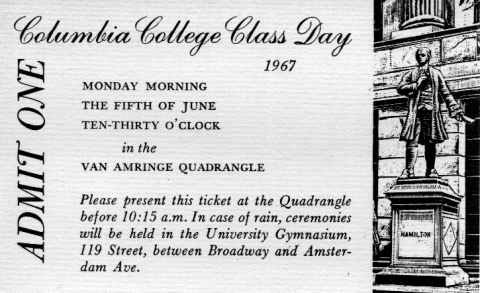 Columbia College Class Day
1967
ADMIT ONE
MONDAY MORNING
THE FIFTH OF JUNE
TEN-THIRTY O'CLOCK
in the
VAN AMRINGE QUADRANGLE
Please present this ticket at the Quadrangle
before 10:15 a.m. In case of rain, ceremonies
will be held in the University Gymnasium,
119 Street, between Broadway and Amster-
dam Ave.
HAMILTON